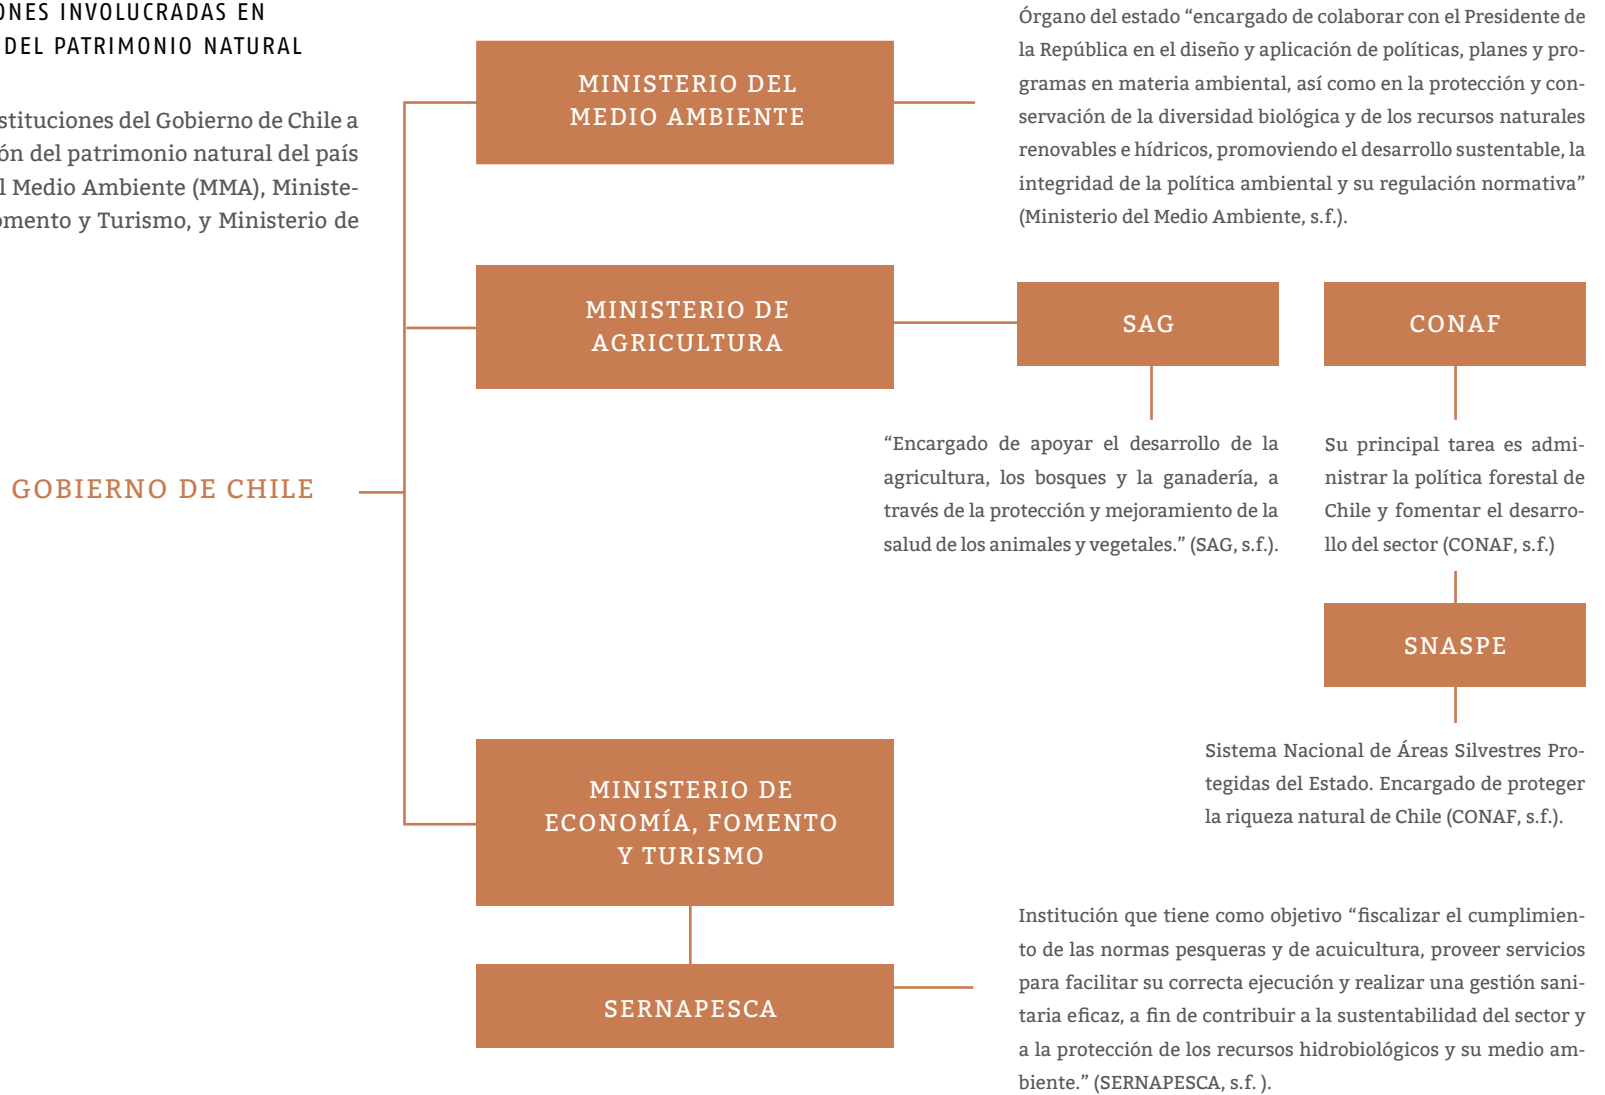 ONES INVOLUCRADAS EN
DEL PATRIMONIO NATURAL
stituciones del Gobierno de Chile a
ón del patrimonio natural del país
l Medio Ambiente (MMA), Ministe-
omento y Turismo, y Ministerio de
GOBIERNO DE CHILE
MINISTERIO DEL
MEDIO AMBIENTE
Órgano del estado “encargado de colaborar con el Presidente de
la República en el diseño y aplicación de políticas, planes y pro-
gramas en materia ambiental, así como en la protección y con-
servación de la diversidad biológica y de los recursos naturales
renovables e hídricos, promoviendo el desarrollo sustentable, la
integridad de la política ambiental y su regulación normativa”
(Ministerio del Medio Ambiente, s.f.).
MINISTERIO DE
AGRICULTURA
SAG
“Encargado de apoyar el desarrollo de la
agricultura, los bosques y la ganadería, a
través de la protección y mejoramiento de la
salud de los animales y vegetales.” (SAG, s.f.).
CONAF
Su principal tarea es admi-
nistrar la política forestal de
Chile y fomentar el desarro-
llo del sector (CONAF, s.f.)
SNASPE
Sistema Nacional de Áreas Silvestres Pro-
tegidas del Estado. Encargado de proteger
la riqueza natural de Chile (CONAF, s.f.).
MINISTERIO DE
ECONOMÍA, FOMENTO
Y TURISMO
SERNAPESCA
Institución que tiene como objetivo “fiscalizar el cumplimien-
to de las normas pesqueras y de acuicultura, proveer servicios
para facilitar su correcta ejecución y realizar una gestión sani-
taria eficaz, a fin de contribuir a la sustentabilidad del sector y
a la protección de los recursos hidrobiológicos y su medio am-
biente.” (SERNAPESCA, s.f. ).